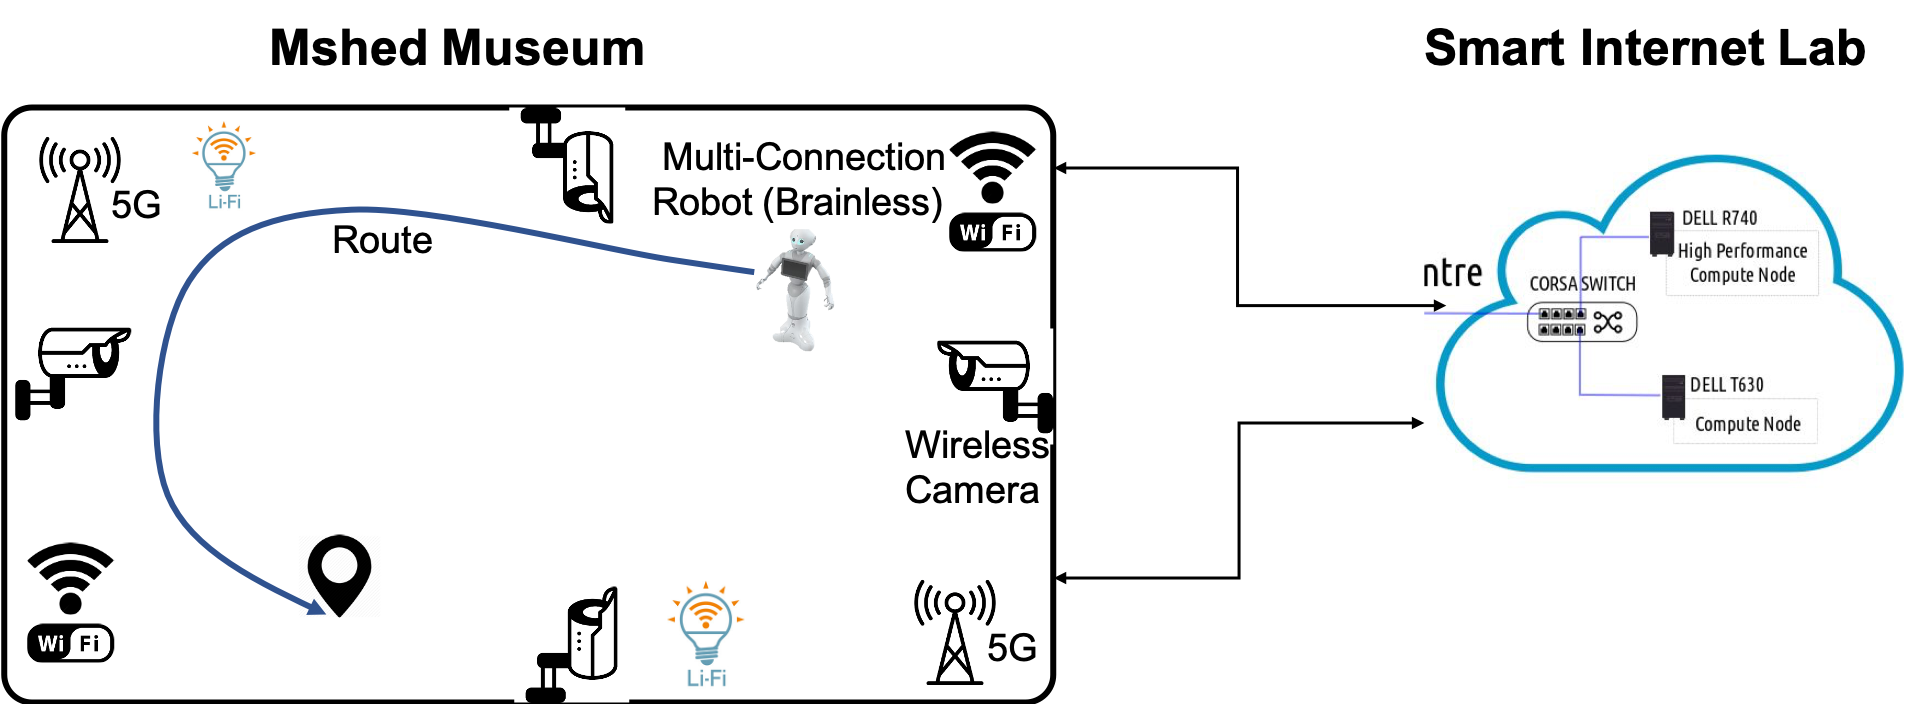 Mshed Museum
Smart Internet Lab
5G
Li-Fi
Multi-Connection
Robot (Brainless)
Wi Fi
Route
ntre
CORSA SWITCH
DELL R740
High Performance
Compute Node
DELL T630
Compute Node
Wireless
Camera
Wi Fi
Li-Fi
5G